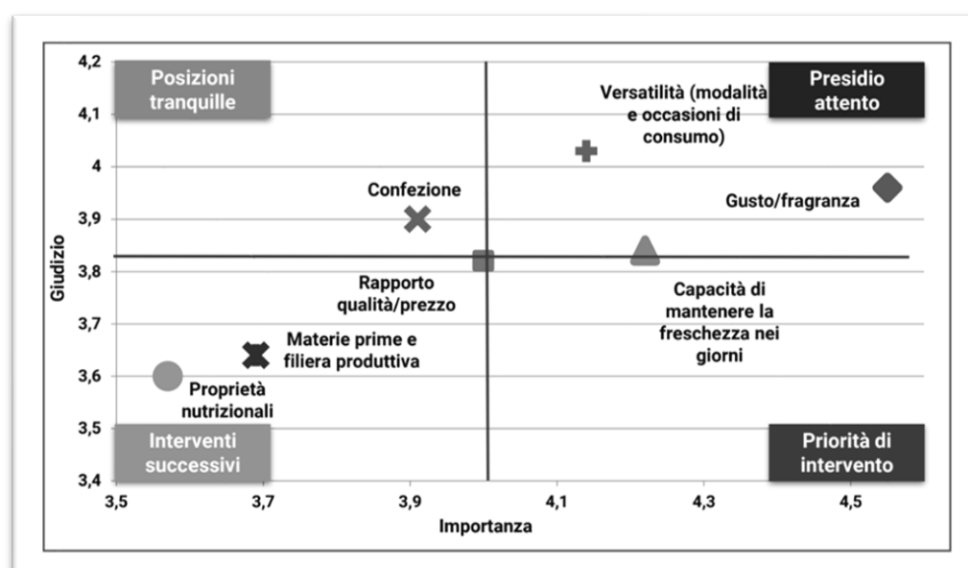 4,2
Posizioni
tranquille
Presidio
attento
Versatilità (modalità
e occasioni di
consumo)
4,1
4
Confezione
Gusto/fragranza
3,9
Giudizio
3,8
Rapporto
qualità/prezzo
Capacità di
mantenere la
freschezza nei
giorni
3,7
Materie prime e
filiera produttiva
3,6
Proprietà
nutrizionali
3,5
Interventi
successivi
Priorità di
intervento
3,4
3,5
3,7
3,9
4,1
4,3
4,5
Importanza